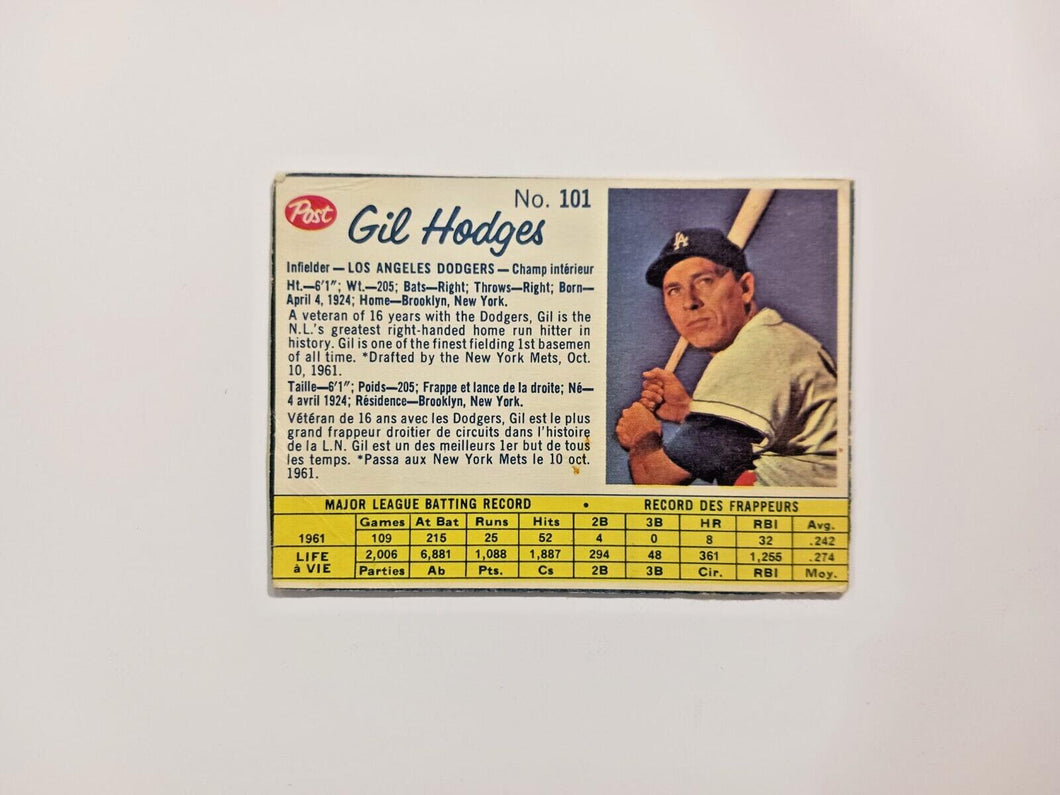 Post
No. 101
Gil Hodges
Infielder — LOS ANGELES DODGERS — Champ intérieur
Ht.—6'1"; Wt.—205; Bats—Right; Throws—Right; Born—
April 4, 1924; Home—Brooklyn, New York.
A veteran of 16 years with the Dodgers, Gil is the
N.L.'s greatest right-handed home run hitter in
history. Gil is one of the finest fielding 1st basemen
of all time. *Drafted by the New York Mets, Oct.
10, 1961.
Taille—6'1"; Poids—205; Frappe et lance de la droite; Né—
4 avril 1924; Résidence—Brooklyn, New York.
Vétéran de 16 ans avec les Dodgers, Gil est le plus
grand frappeur droitier de circuits dans l'histoire
de la L.N. Gil est un des meilleurs 1er but de tous
les temps. *Passa aux New York Mets le 10 oct.
1961.
LA
MAJOR LEAGUE BATTING RECORD • RECORD DES FRAPPEURS
Games At Bat Runs Hits 2B 3B HR RBI Avg.
1961 109 215 25 52 4 0 8 32 .242
LIFE 2,006 6,881 1,088 1,887 294 48 361 1,255 .274
à VIE Parties Ab Pts. Cs 2B 3B Cir. RBI Moy.